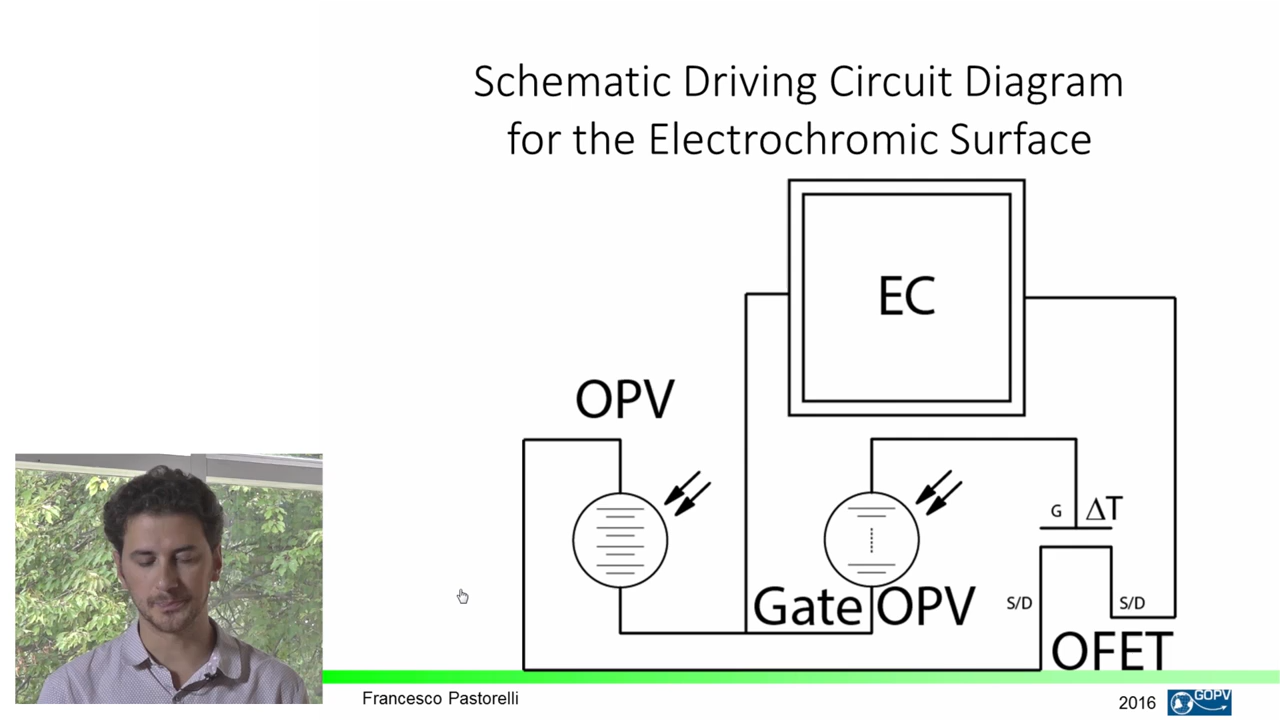 Schematic Driving Circuit Diagram
for the Electrochromic Surface
EC
OPV
G
ΔT
Gate OPV
S/D
S/D
OFET
Francesco Pastorelli
2016
GOPV